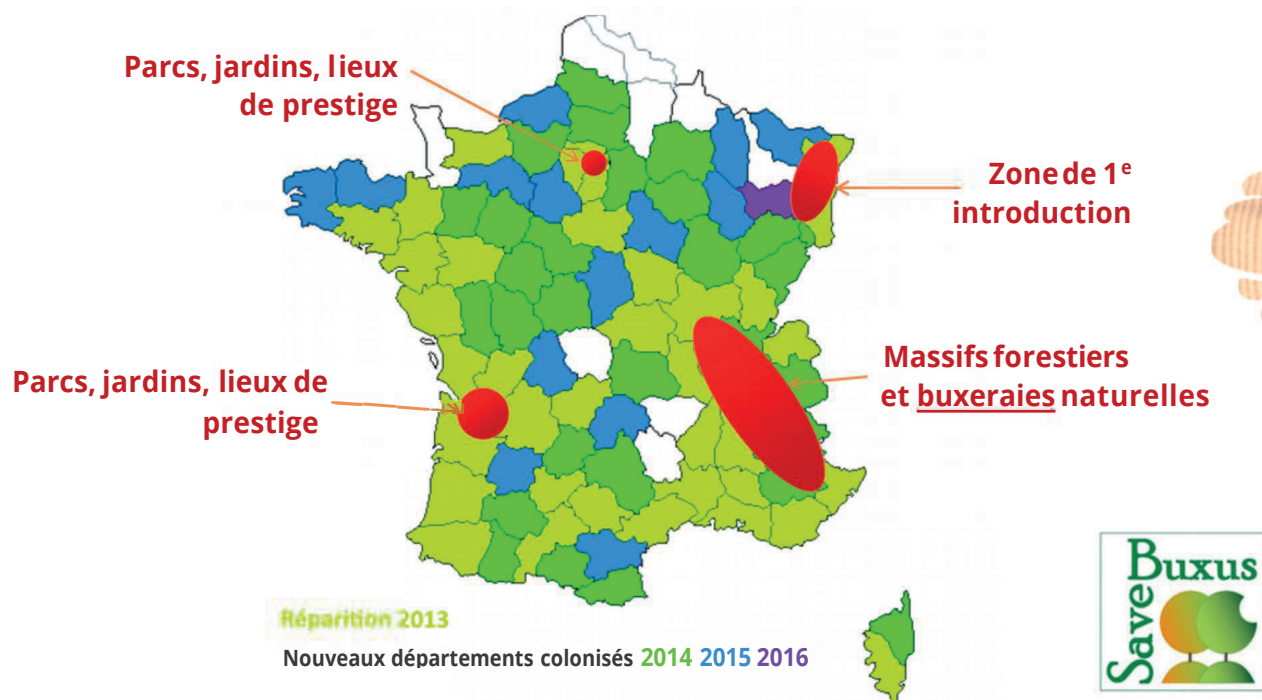 Parcs, jardins, lieux
de prestige
Zone de 1e
introduction
Massifs forestiers
et buxeraies naturelles
Parcs, jardins, lieux de
prestige
Réparition 2013
Nouveaux départements colonisés 2014 2015 2016
Save
Buxus